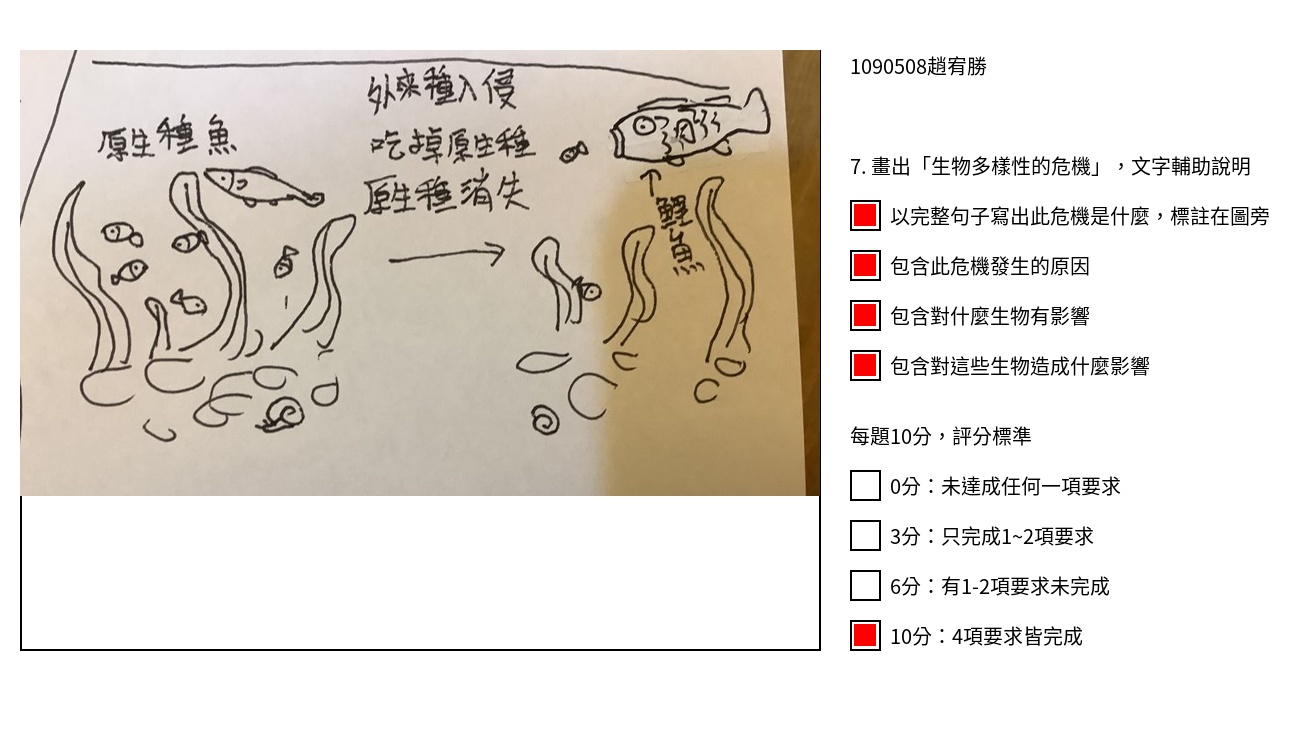 原生種魚
外來種入侵
吃掉原生種
原生種消失
鯉魚
1090508趙宥勝
7. 畫出「生物多樣性的危機」，文字輔助說明
以完整句子寫出此危機是什麼，標註在圖旁
包含此危機發生的原因
包含對什麼生物有影響
包含對這些生物造成什麼影響
每題10分，評分標準
0分：未達成任何一項要求
3分：只完成1~2項要求
6分：有1-2項要求未完成
10分：4項要求皆完成